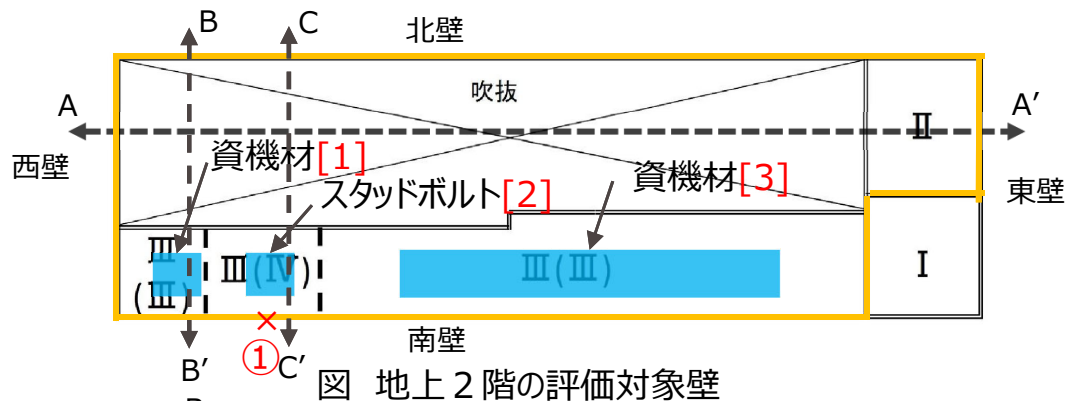 B C 北壁
吹抜
A A′
Ⅱ
西壁 資機材[1]
資機材[3] 東壁
スタッドボルト[2]
Ⅲ Ⅲ(Ⅳ) Ⅲ(Ⅲ) Ⅰ
(Ⅲ)
×
① 南壁
B′ C′
図 地上2階の評価対象壁